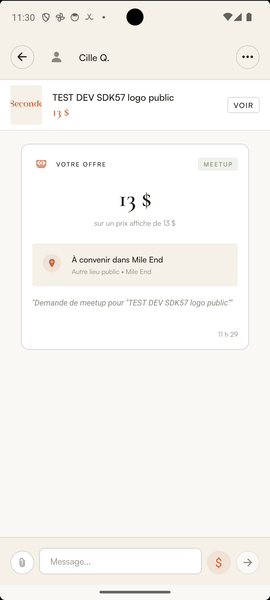 11:30
Cille Q.
Seconde
TEST DEV SDK57 logo public
13 $
VOIR
VOTRE OFFRE
MEETUP
13 $
sur un prix affiche de 13 $
À convenir dans Mile End
Autre lieu public • Mile End
"Demande de meetup pour "TEST DEV SDK57 logo public""
11 h 29
Message...
$